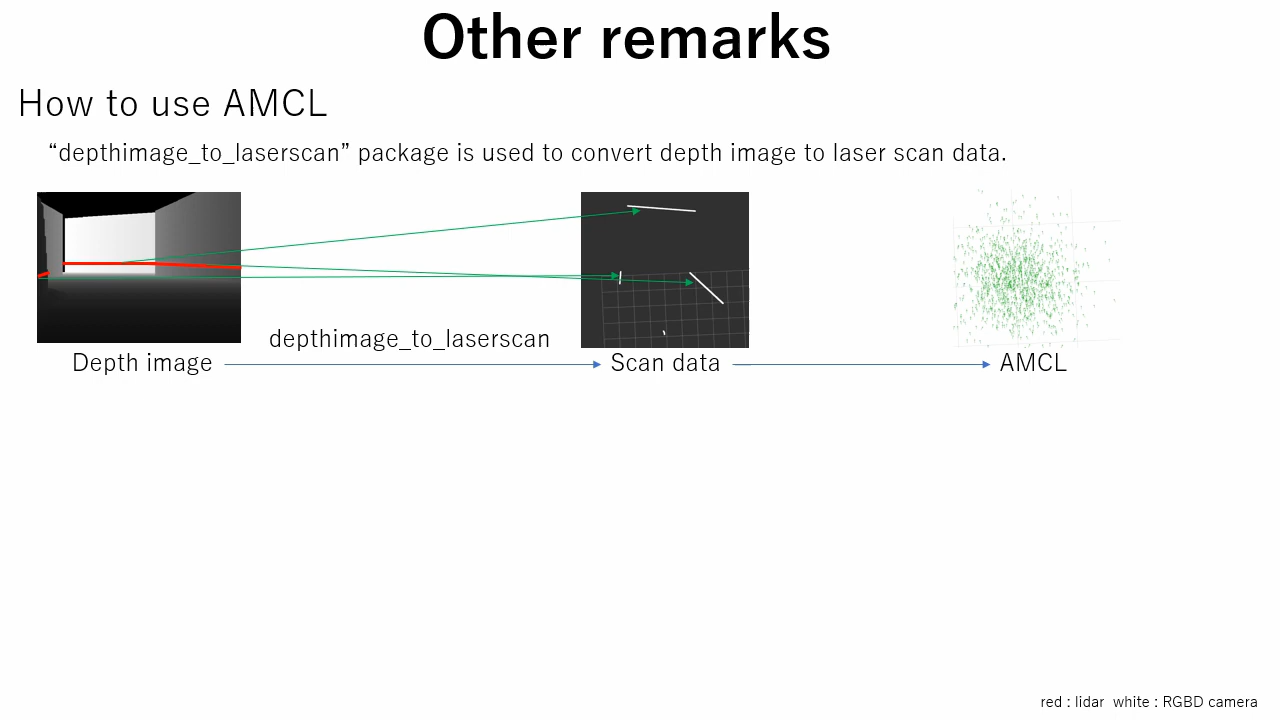 Other remarks
How to use AMCL
“depthimage_to_laserscan” package is used to convert depth image to laser scan data.
depthimage_to_laserscan
Depth image
Scan data
AMCL
red : lidar  white : RGBD camera